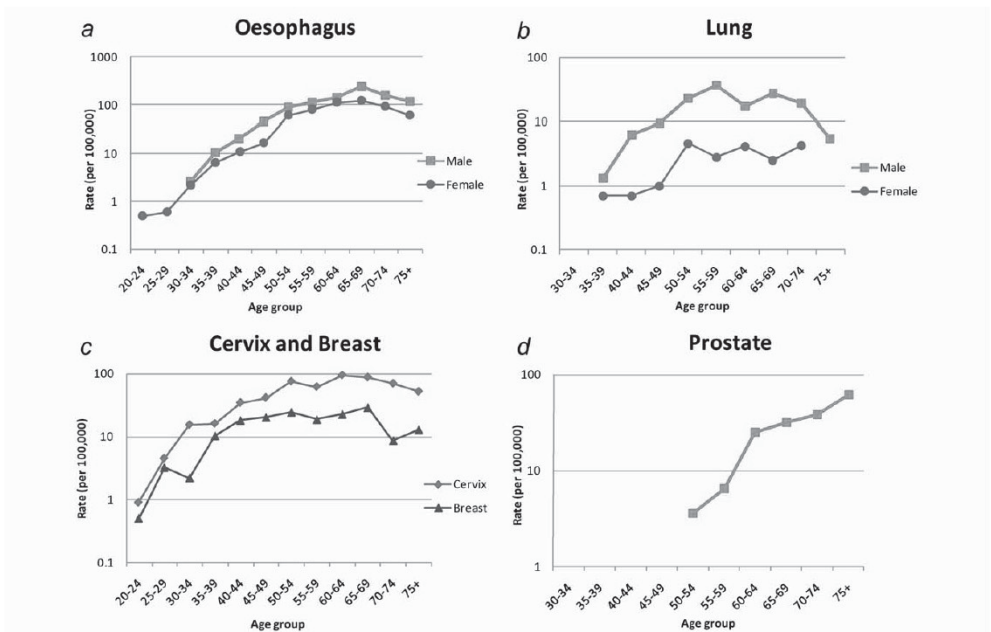 a Oesophagus
1000
100
10
1
0.1
Rate (per 100,000)
20-24 25-29 30-34 35-39 40-44 45-49 50-54 55-59 60-64 65-69 70-74 75+
Age group
Male
Female
b Lung
100
10
1
0.1
Rate (per 100,000)
30-34 35-39 40-44 45-49 50-54 55-59 60-64 65-69 70-74 75+
Age group
Male
Female
c Cervix and Breast
100
10
1
0.1
Rate (per 100,000)
20-24 25-29 30-34 35-39 40-44 45-49 50-54 55-59 60-64 65-69 70-74 75+
Age group
Cervix
Breast
d Prostate
100
10
1
Rate (per 100,000)
30-34 35-39 40-44 45-49 50-54 55-59 60-64 65-69 70-74 75+
Age group